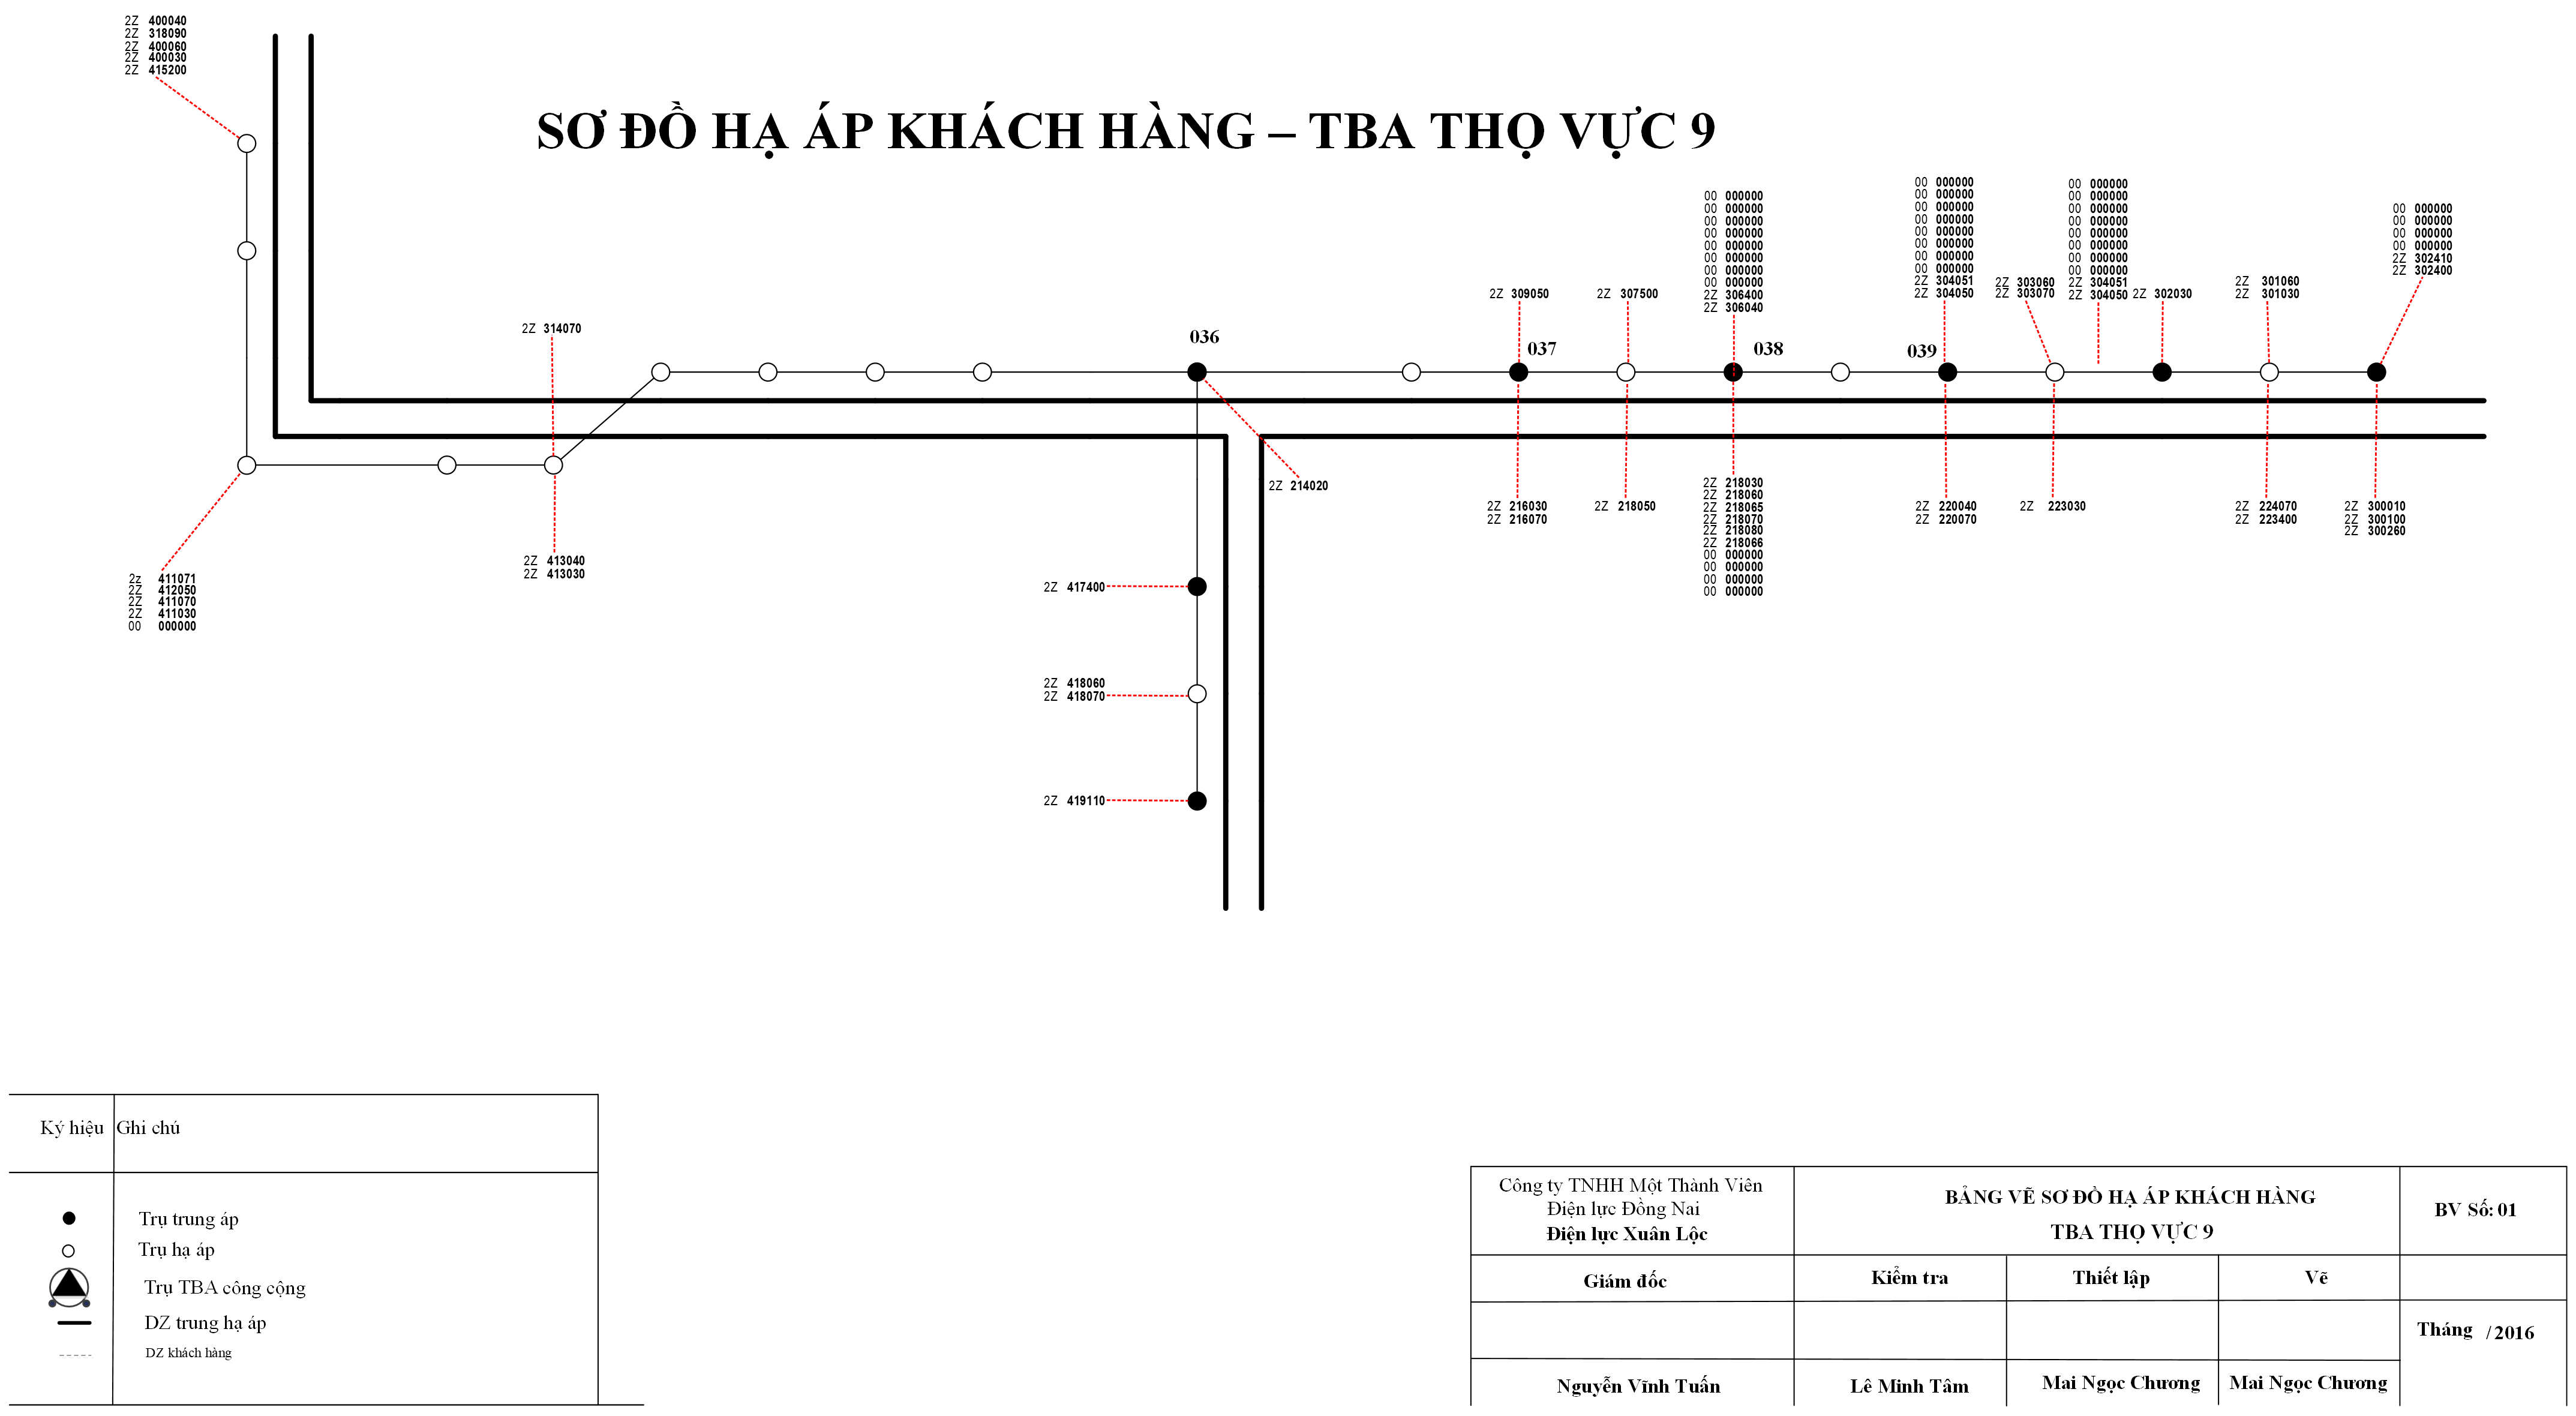 2Z 400040
2Z 318090
2Z 400060
2Z 400030
2Z 415200
SƠ ĐỒ HẠ ÁP KHÁCH HÀNG – TBA THỌ VỰC 9
2Z 314070
036
2Z 309050
037
2Z 307500
00 000000
00 000000
00 000000
00 000000
00 000000
00 000000
00 000000
00 000000
2Z 306400
2Z 306040
038
00 000000
00 000000
00 000000
00 000000
00 000000
00 000000
00 000000
00 000000
2Z 304051
2Z 304050
039
2Z 303060
2Z 303070
00 000000
00 000000
00 000000
00 000000
00 000000
00 000000
00 000000
00 000000
2Z 304051
2Z 304050
2Z 302030
2Z 301060
2Z 301030
00 000000
00 000000
00 000000
00 000000
2Z 302410
2Z 302400
2z 411071
2Z 412050
2Z 411070
2Z 411030
00 000000
2Z 413040
2Z 413030
2Z 214020
2Z 216030
2Z 216070
2Z 218050
2Z 218030
2Z 218060
2Z 218065
2Z 218070
2Z 218080
2Z 218066
00 000000
00 000000
00 000000
00 000000
2Z 220040
2Z 220070
2Z 223030
2Z 224070
2Z 223400
2Z 300010
2Z 300100
2Z 300260
2Z 417400
2Z 418060
2Z 418070
2Z 419110
Ký hiệu Ghi chú
Trụ trung áp
Trụ hạ áp
Trụ TBA công cộng
DZ trung hạ áp
DZ khách hàng
Công ty TNHH Một Thành Viên
Điện lực Đồng Nai
Điện lực Xuân Lộc
BẢNG VẼ SƠ ĐỒ HẠ ÁP KHÁCH HÀNG
TBA THỌ VỰC 9
BV Số: 01
Giám đốc Kiểm tra Thiết lập Vẽ
Tháng /2016
Nguyễn Vĩnh Tuấn Lê Minh Tâm Mai Ngọc Chương Mai Ngọc Chương